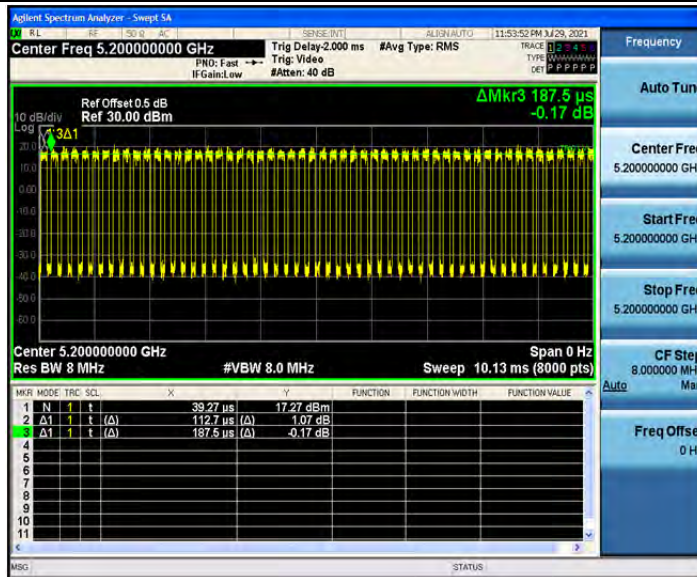 Agilent Spectrum Analyzer - Swept SA
RL RF 50 Ω AC SENSE:INT ALIGN AUTO 11:53:52 PM Jul 29, 2021
Center Freq 5.200000000 GHz
Trig Delay-2.000 ms #Avg Type: RMS
PNO: Fast Trig: Video
IFGain:Low #Atten: 40 dB
TRACE 1 2 3 4 5 6
TYPE
DET P P P P P P
Frequency
Auto Tun
ΔMkr3 187.5 µs
-0.17 dB
Ref Offset 0.5 dB
10 dB/div Ref 30.00 dBm
Log
3Δ1
20.0
10.0
0.00
-10.0
-20.0
-30.0
-40.0
-50.0
-60.0
Center Fre
5.200000000 GH
Start Fre
5.200000000 GH
Stop Fre
5.200000000 GH
Center 5.200000000 GHz Span 0 Hz
Res BW 8 MHz #VBW 8.0 MHz Sweep 10.13 ms (8000 pts)
CF Step
8.000000 MH
Auto Ma
Freq Offse
0 H
MKR MODE TRC SCL X Y FUNCTION FUNCTION WIDTH FUNCTION VALUE
1 N 1 t 39.27 µs 17.27 dBm
2 Δ1 1 t (Δ) 112.7 µs (Δ) 1.07 dB
3 Δ1 1 t (Δ) 187.5 µs (Δ) -0.17 dB
4
5
6
7
8
9
10
11
MSG STATUS